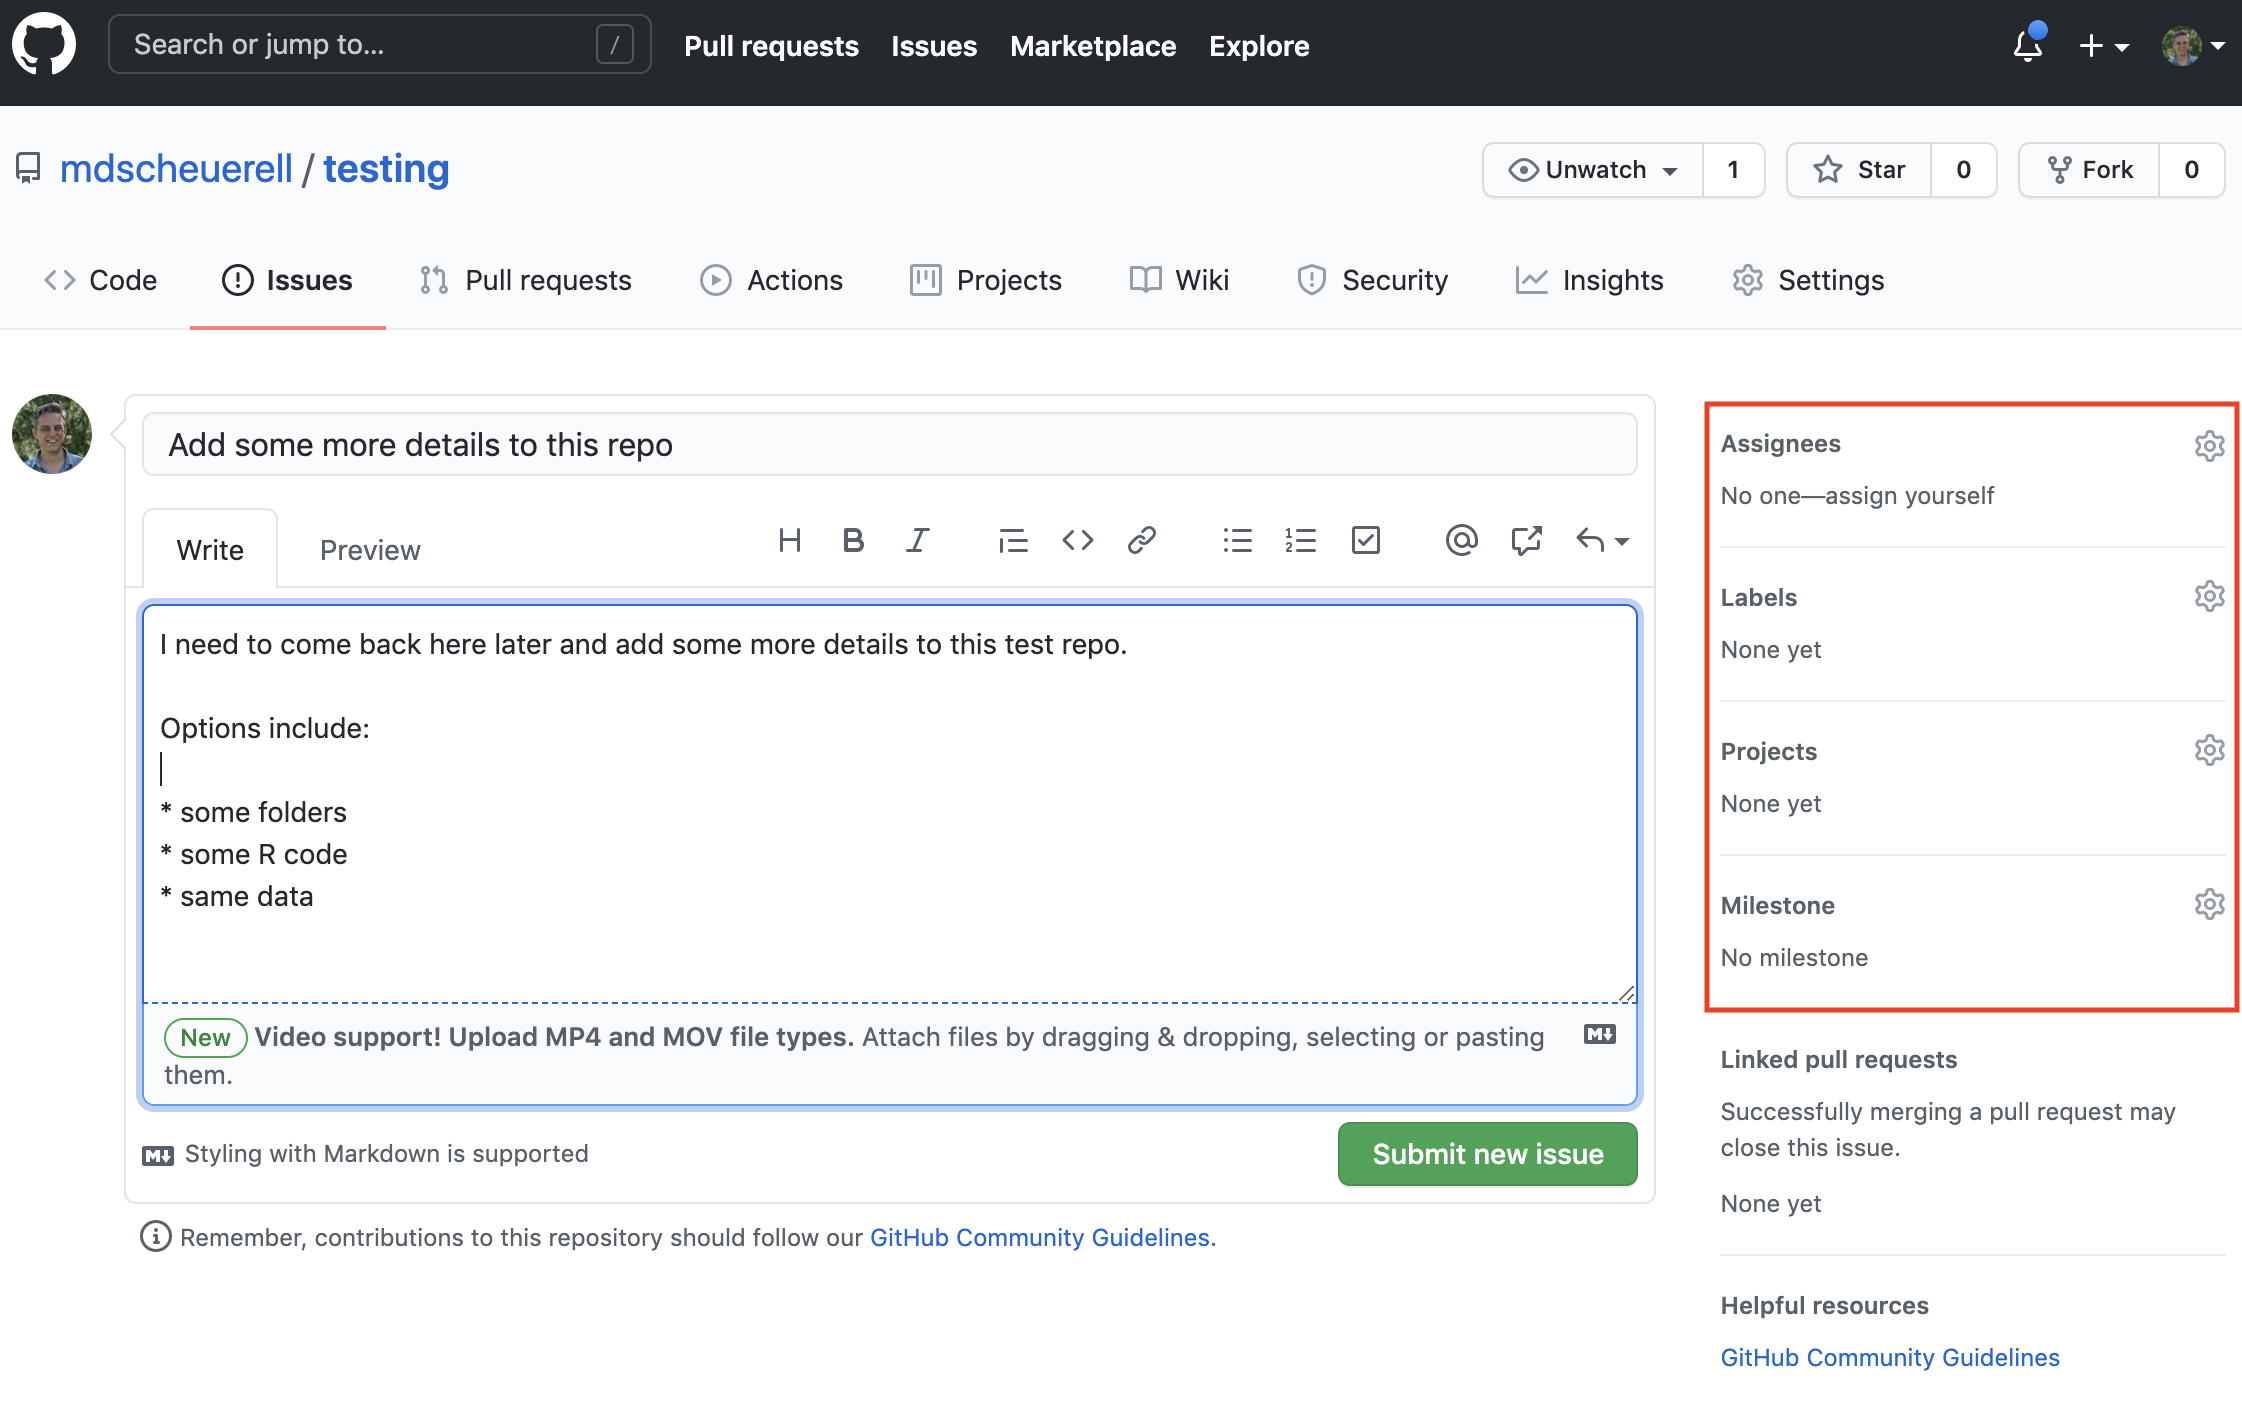 Search or jump to... /
Pull requests Issues Marketplace Explore
mdscheuerell / testing
Unwatch 1 Star 0 Fork 0
Code Issues Pull requests Actions Projects Wiki Security Insights Settings
Add some more details to this repo
Write Preview
I need to come back here later and add some more details to this test repo.
Options include:
* some folders
* some R code
* same data
New Video support! Upload MP4 and MOV file types. Attach files by dragging & dropping, selecting or pasting
them.
Styling with Markdown is supported
Submit new issue
Remember, contributions to this repository should follow our GitHub Community Guidelines.
Assignees
No one—assign yourself
Labels
None yet
Projects
None yet
Milestone
No milestone
Linked pull requests
Successfully merging a pull request may
close this issue.
None yet
Helpful resources
GitHub Community Guidelines